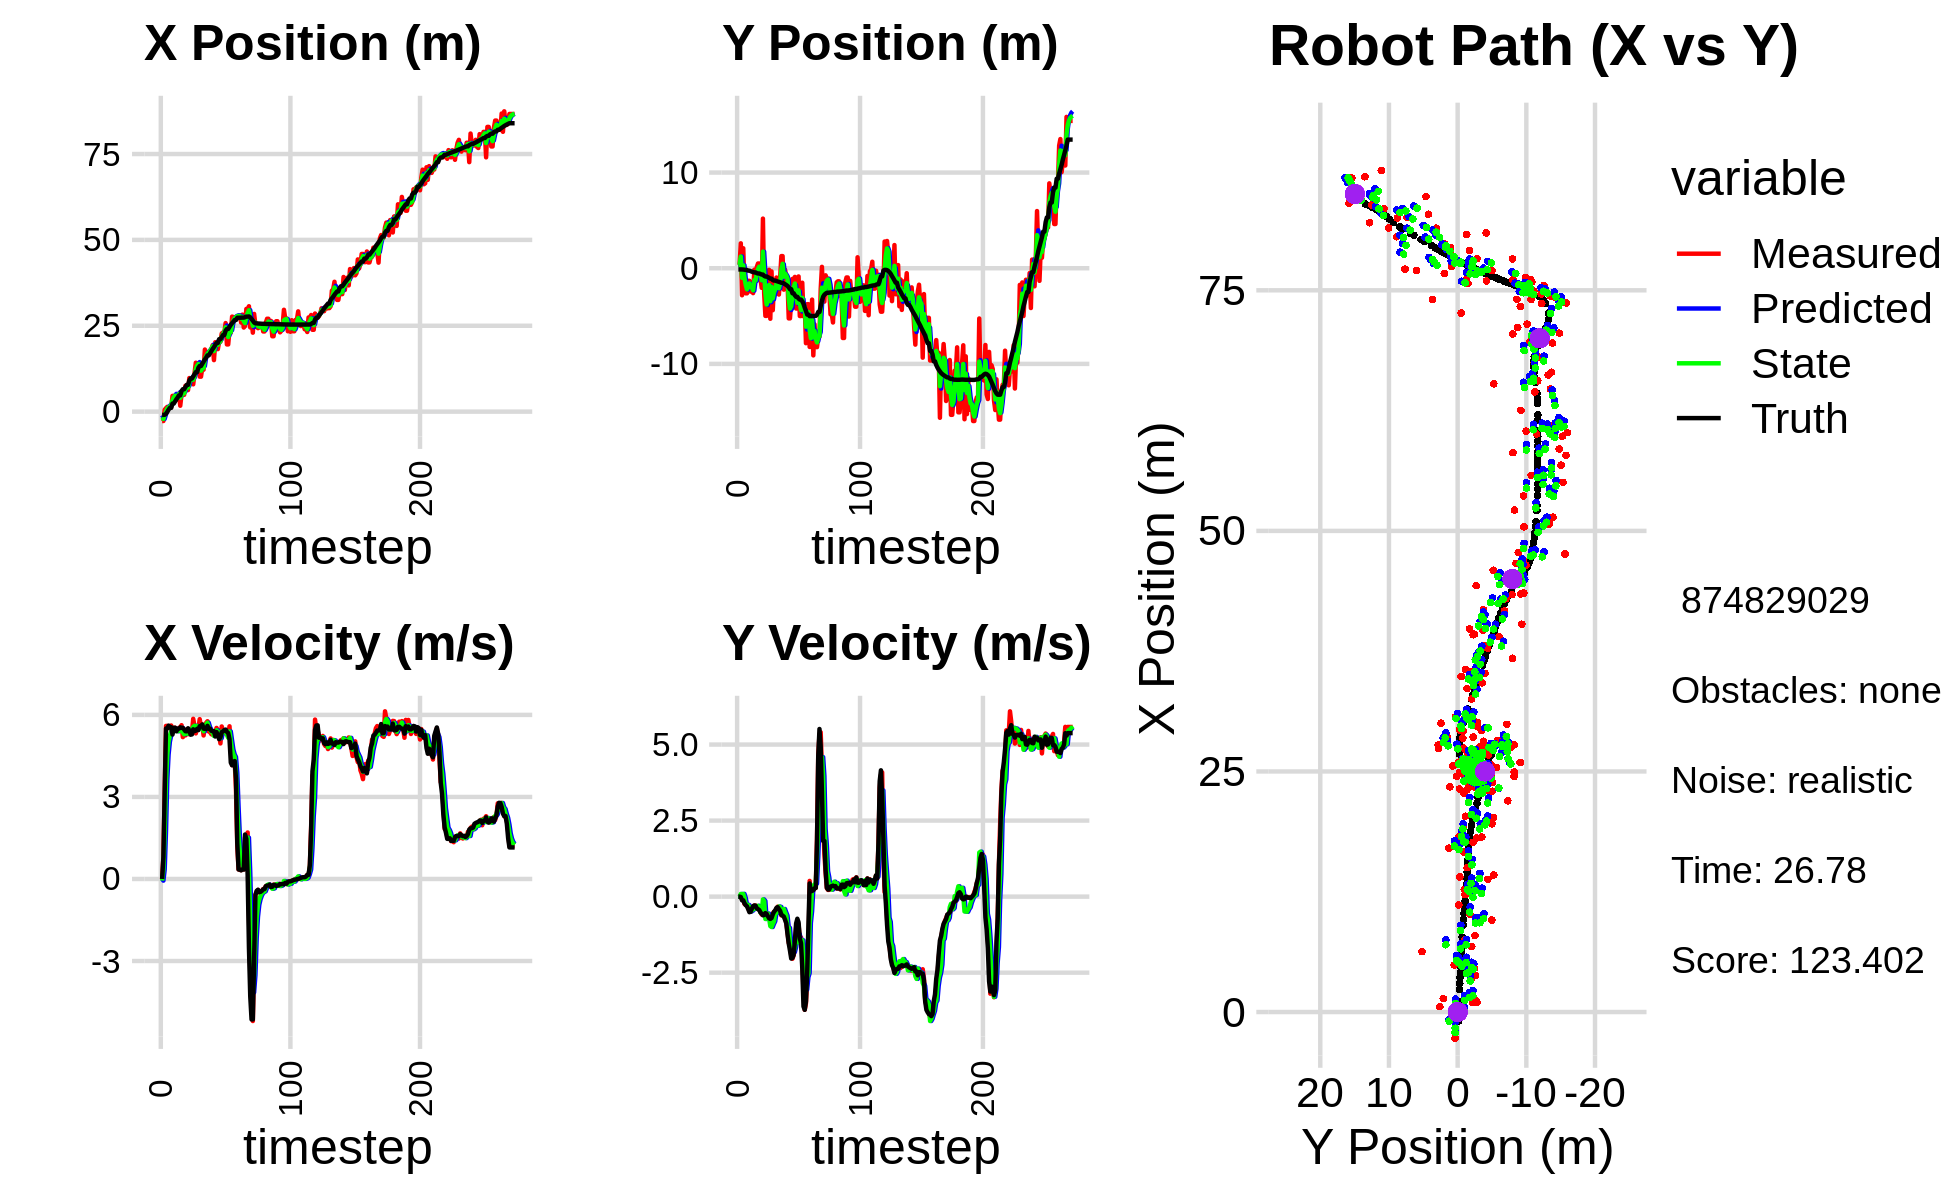 X Position (m)
75
50
25
0
0
100
200
timestep
Y Position (m)
10
0
-10
0
100
200
timestep
X Velocity (m/s)
6
3
0
-3
0
100
200
timestep
Y Velocity (m/s)
5.0
2.5
0.0
-2.5
0
100
200
timestep
Robot Path (X vs Y)
X Position (m)
75
50
25
0
20 10 0 -10 -20
Y Position (m)
variable
Measured
Predicted
State
Truth
874829029
Obstacles: none
Noise: realistic
Time: 26.78
Score: 123.402